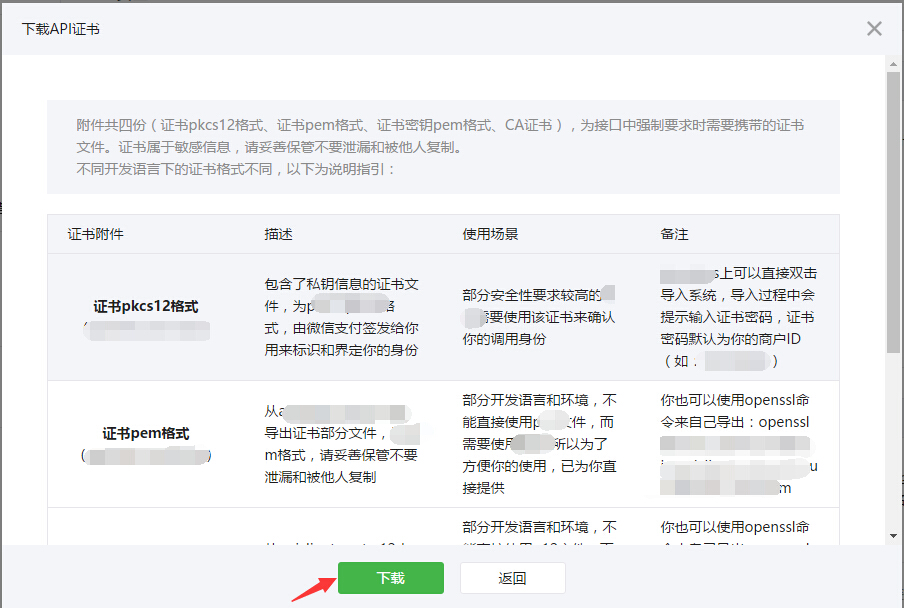 下载API证书
附件共四份（证书pkcs12格式、证书pem格式、证书密钥pem格式、CA证书），为接口中强制要求时需要携带的证书
文件。证书属于敏感信息，请妥善保管不要泄漏和被他人复制。
不同开发语言下的证书格式不同，以下为说明指引：
证书附件 描述 使用场景 备注
证书pkcs12格式
包含了私钥信息的证书文
件，为p 格
式，由微信支付签发给你
用来标识和界定你的身份
部分安全性要求较高的
需要使用该证书来确认
你的调用身份
s上可以直接双击
导入系统，导入过程中会
提示输入证书密码，证书
密码默认为你的商户ID
（如： ）
证书pem格式
( )
从a
导出证书部分文件，
m格式，请妥善保管不要
泄漏和被他人复制
部分开发语言和环境，不
能直接使用p 文件，而
需要使用 所以为了
方便你的使用，已为你直
接提供
你也可以使用openssl命
令来自己导出：openssl
u
m
部分开发语言和环境，不
你也可以使用openssl命
下载 返回